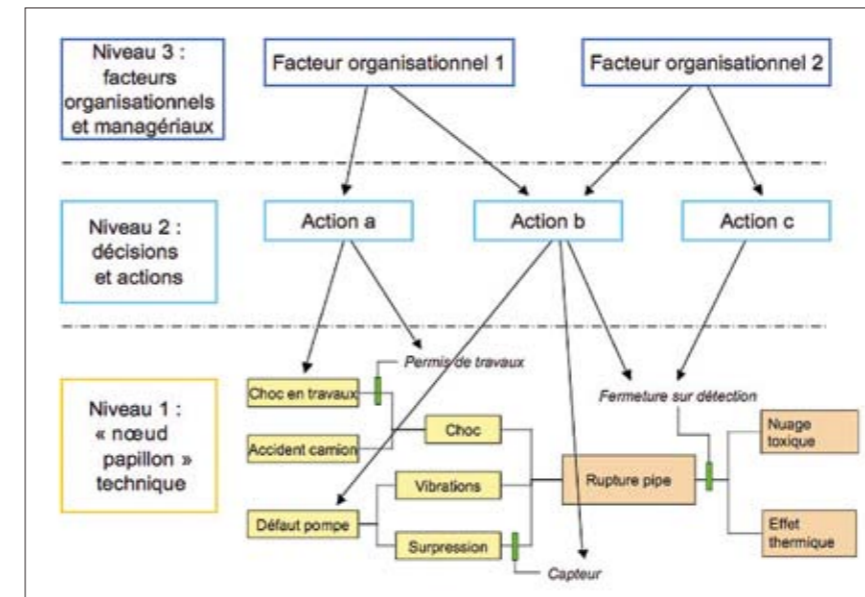 Niveau 3 :
facteurs
organisationnels
et managériaux
Facteur organisationnel 1
Facteur organisationnel 2
Niveau 2 :
décisions
et actions
Action a
Action b
Action c
Niveau 1 :
« nœud
papillon »
technique
Permis de travaux
Choc en travaux
Fermeture sur détection
Choc
Nuage
toxique
Accident camion
Vibrations
Rupture pipe
Défaut pompe
Surpression
Effet
thermique
Capteur